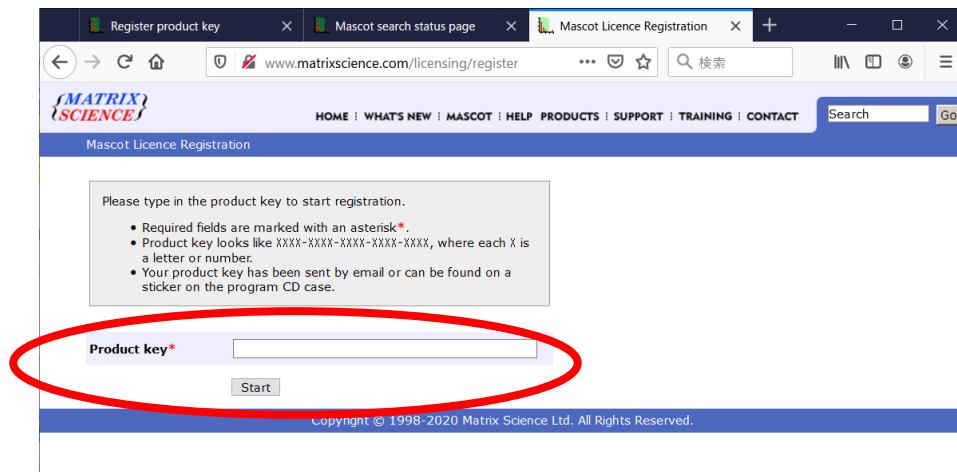 Register product key
Mascot search status page
Mascot Licence Registration
www.matrixscience.com/licensing/register
検索
MATRIX
SCIENCE
HOME : WHAT'S NEW : MASCOT : HELP PRODUCTS : SUPPORT : TRAINING : CONTACT
Search
Go
Mascot Licence Registration
Please type in the product key to start registration.
• Required fields are marked with an asterisk*.
• Product key looks like XXXX-XXXX-XXXX-XXXX-XXXX, where each X is
a letter or number.
• Your product key has been sent by email or can be found on a
sticker on the program CD case.
Product key*
Start
Copyright © 1998-2020 Matrix Science Ltd. All Rights Reserved.